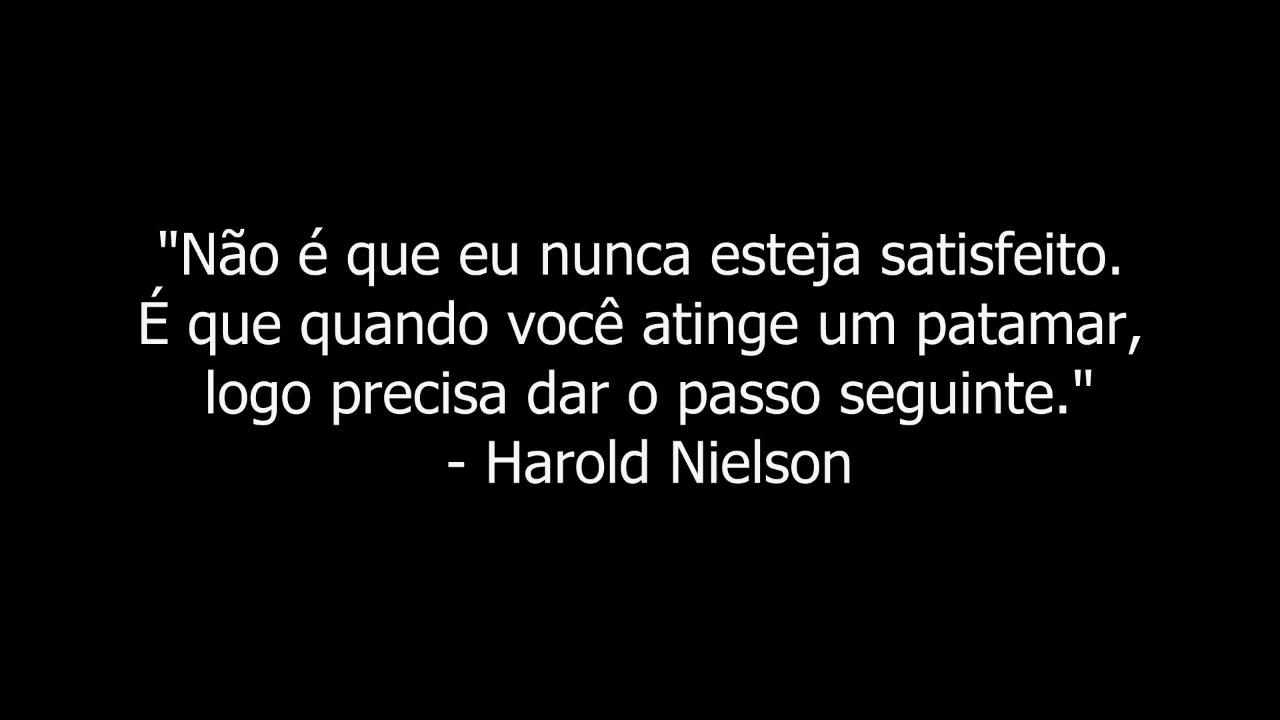 "Não é que eu nunca esteja satisfeito.
É que quando você atinge um patamar,
logo precisa dar o passo seguinte."
- Harold Nielson